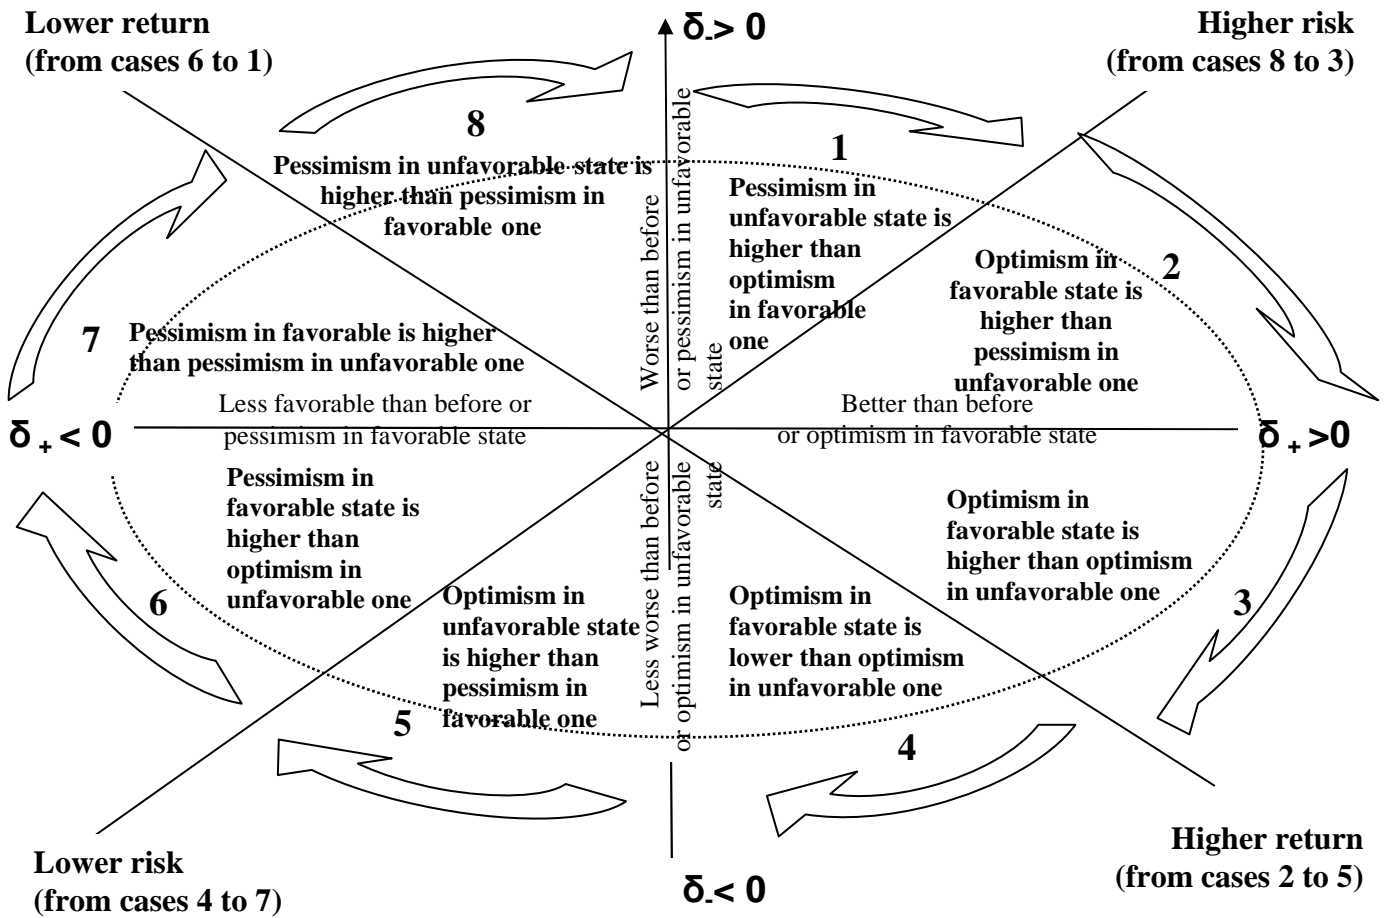 Lower return
(from cases 6 to 1)
δ-> 0
Higher risk
(from cases 8 to 3)
8
Pessimism in unfavorable state is
higher than pessimism in
favorable one
1
Pessimism in
unfavorable state is
higher than
optimism
in favorable
one
Worse than before
or pessimism in unfavorable
state
2
Optimism in
favorable state is
higher than
pessimism in
unfavorable one
7
Pessimism in favorable is higher
than pessimism in unfavorable one
Less favorable than before or
pessimism in favorable state
Better than before
or optimism in favorable state
δ + < 0
δ + >0
Pessimism in
favorable state is
higher than
optimism in
unfavorable one
6
Optimism in
unfavorable state
is higher than
pessimism in
favorable one
5
Less worse than before
or optimism in unfavorable
state
Optimism in
favorable state is
lower than optimism
in unfavorable one
4
Optimism in
favorable state is
higher than optimism
in unfavorable one
3
Lower risk
(from cases 4 to 7)
δ-< 0
Higher return
(from cases 2 to 5)